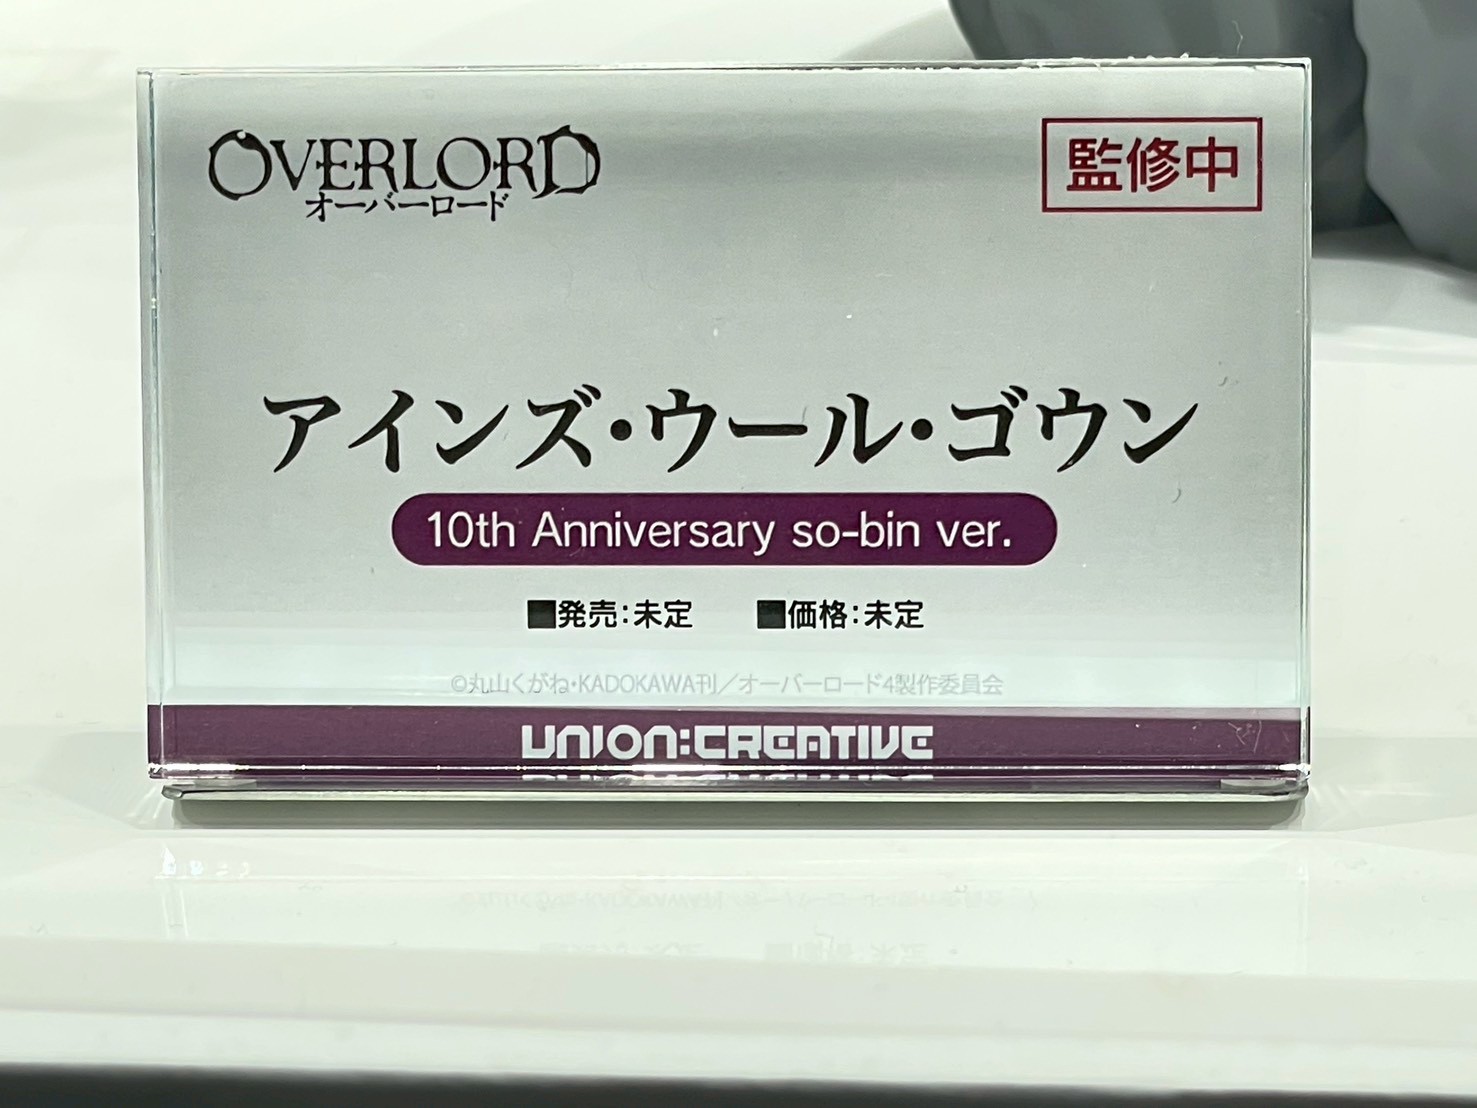 OVERLORD
オーバーロード
監修中
アインズ・ウール・ゴウン
10th Anniversary so-bin ver.
■発売：未定 ■価格：未定
©丸山くがね・KADOKAWA刊／オーバーロード4製作委員会
UNION:CREATIVE